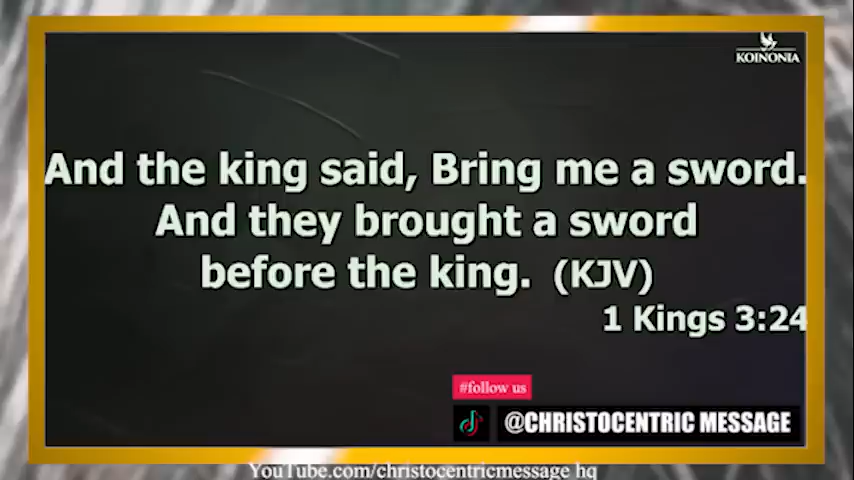 KOINONIA
And the king said, Bring me a sword.
And they brought a sword
before the king. (KJV)
1 Kings 3:24
#follow us
@CHRISTOCENTRIC MESSAGE
YouTube.com/christocentricmessage hq